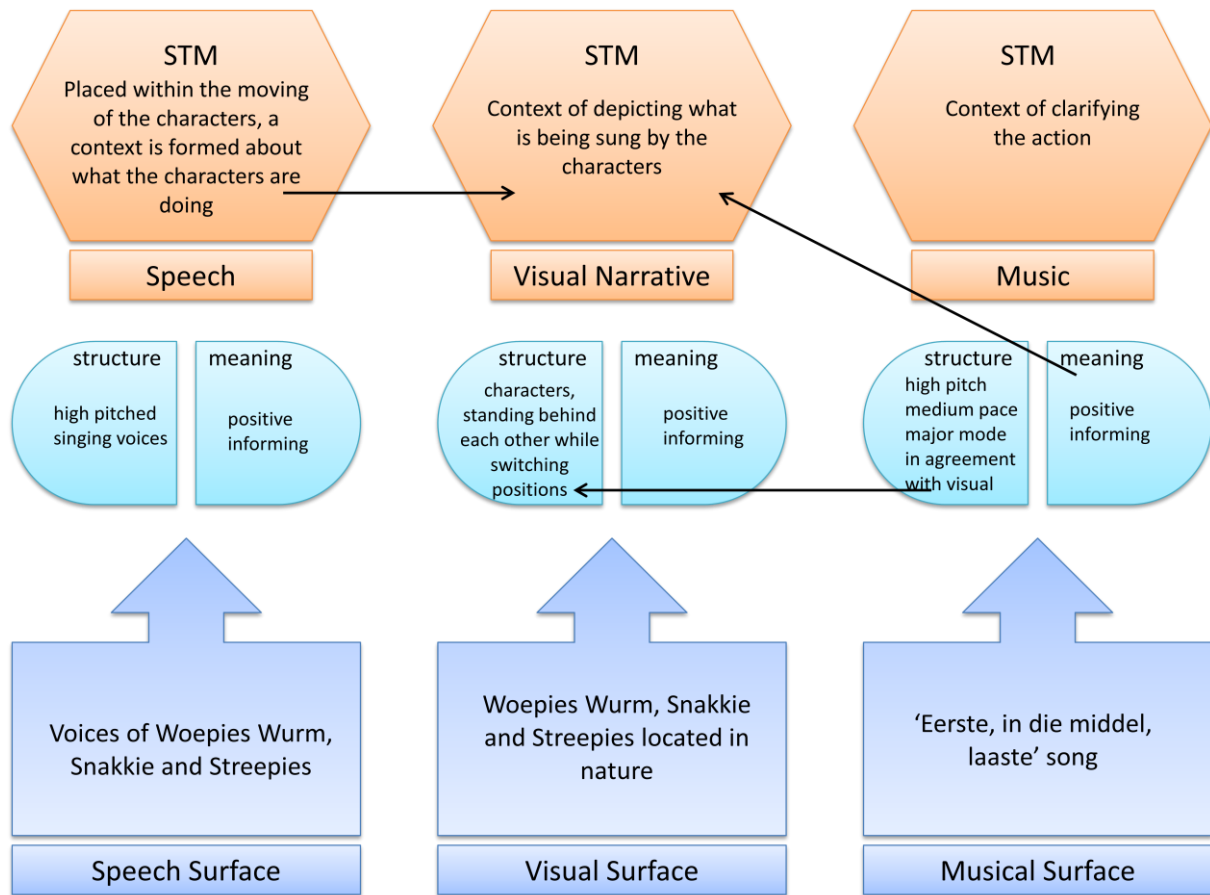 STM
Placed within the moving
of the characters, a
context is formed about
what the characters are
doing
STM
Context of depicting what
is being sung by the
characters
STM
Context of clarifying
the action
Speech
Visual Narrative
Music
structure
high pitched
singing voices
meaning
positive
informing
structure
characters,
standing behind
each other while
switching
positions
meaning
positive
informing
structure
high pitch
medium pace
major mode
in agreement
with visual
meaning
positive
informing
Voices of Woepies Wurm,
Snakkie and Streepies
Woepies Wurm, Snakkie
and Streepies located in
nature
‘Eerste, in die middel,
laaste’ song
Speech Surface
Visual Surface
Musical Surface